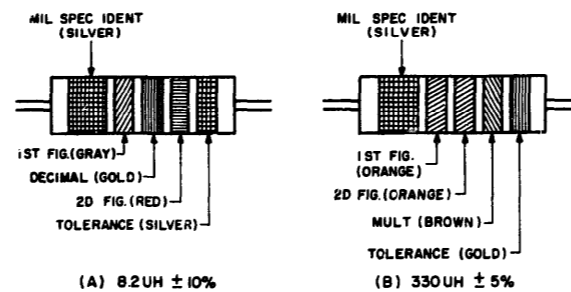 MIL SPEC IDENT
(SILVER)
1ST FIG.(GRAY)
DECIMAL (GOLD)
2D FIG.(RED)
TOLERANCE (SILVER)
(A) 8.2UH ± 10%
MIL SPEC IDENT
(SILVER)
1ST FIG.
(ORANGE)
2D FIG.(ORANGE)
MULT (BROWN)
TOLERANCE (GOLD)
(B) 330UH ± 5%